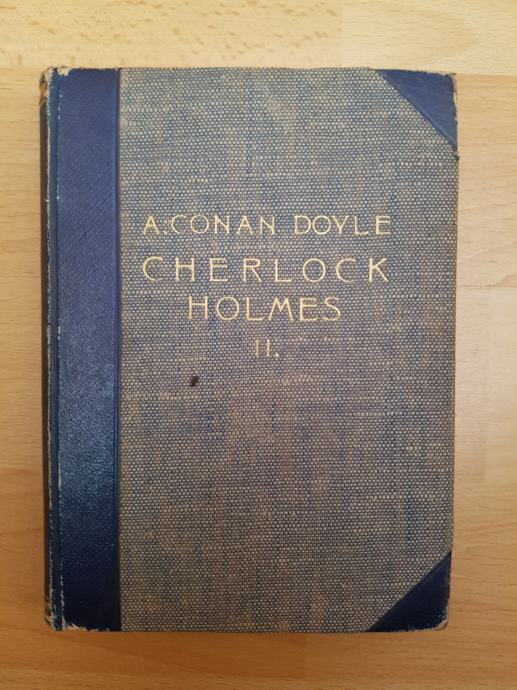 A. CONAN DOYLE
CHERLOCK
HOLMES
II.